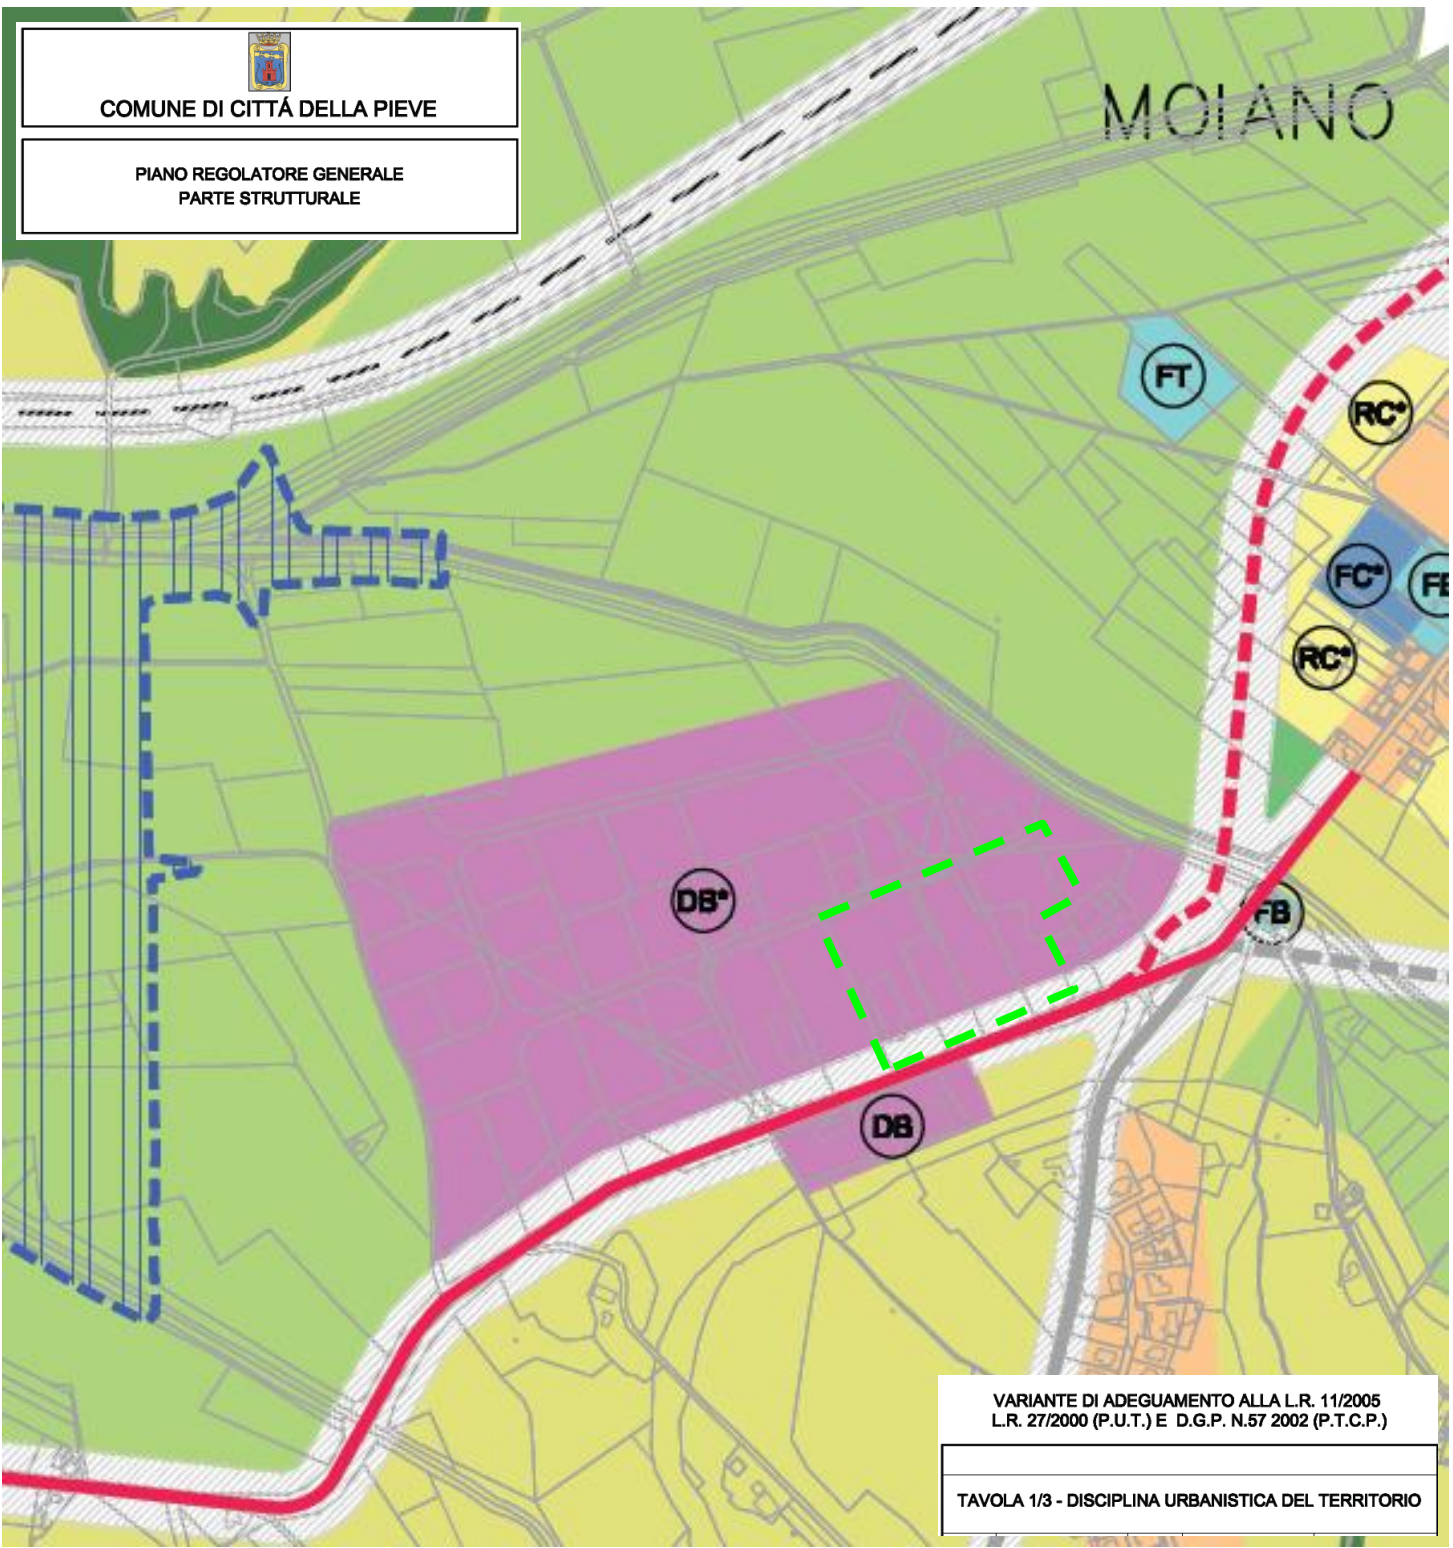 COMUNE DI CITTÁ DELLA PIEVE
PIANO REGOLATORE GENERALE
PARTE STRUTTURALE
MOIANO
FT
RC*
FC*
RC*
DB*
FB
DB
VARIANTE DI ADEGUAMENTO ALLA L.R. 11/2005
L.R. 27/2000 (P.U.T.) E D.G.P. N.57 2002 (P.T.C.P.)
TAVOLA 1/3 - DISCIPLINA URBANISTICA DEL TERRITORIO